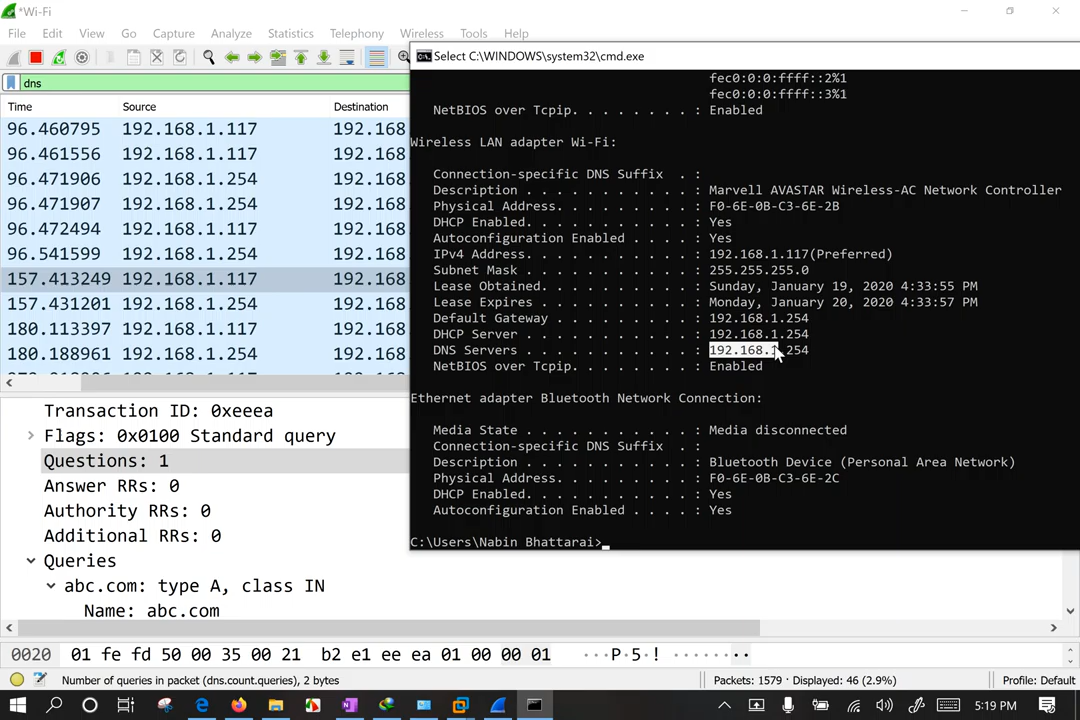 *Wi-Fi
File Edit View Go Capture Analyze Statistics Telephony Wireless Tools Help
dns
Time Source Destination
96.460795 192.168.1.117 192.168
96.461556 192.168.1.117 192.168
96.471906 192.168.1.254 192.168
96.471907 192.168.1.254 192.168
96.472494 192.168.1.117 192.168
96.541599 192.168.1.254 192.168
157.413249 192.168.1.117 192.168
157.431201 192.168.1.254 192.168
180.113397 192.168.1.117 192.168
180.188961 192.168.1.254 192.168
Transaction ID: 0xeeea
Flags: 0x0100 Standard query
Questions: 1
Answer RRs: 0
Authority RRs: 0
Additional RRs: 0
Queries
abc.com: type A, class IN
Name: abc.com
0020 01 fe fd 50 00 35 00 21 b2 e1 ee ea 01 00 00 01 ···P·5·! ········
Number of queries in packet (dns.count.queries), 2 bytes
Packets: 1579 · Displayed: 46 (2.9%)
Profile: Default
Select C:\WINDOWS\system32\cmd.exe
fec0:0:0:ffff::2%1
fec0:0:0:ffff::3%1
NetBIOS over Tcpip. . . . . . . . : Enabled
Wireless LAN adapter Wi-Fi:
Connection-specific DNS Suffix . :
Description . . . . . . . . . . . : Marvell AVASTAR Wireless-AC Network Controller
Physical Address. . . . . . . . . : F0-6E-0B-C3-6E-2B
DHCP Enabled. . . . . . . . . . . : Yes
Autoconfiguration Enabled . . . . : Yes
IPv4 Address. . . . . . . . . . . : 192.168.1.117(Preferred)
Subnet Mask . . . . . . . . . . . : 255.255.255.0
Lease Obtained. . . . . . . . . . : Sunday, January 19, 2020 4:33:55 PM
Lease Expires . . . . . . . . . . : Monday, January 20, 2020 4:33:57 PM
Default Gateway . . . . . . . . . : 192.168.1.254
DHCP Server . . . . . . . . . . . : 192.168.1.254
DNS Servers . . . . . . . . . . . : 192.168.1.254
NetBIOS over Tcpip. . . . . . . . : Enabled
Ethernet adapter Bluetooth Network Connection:
Media State . . . . . . . . . . . : Media disconnected
Connection-specific DNS Suffix . :
Description . . . . . . . . . . . : Bluetooth Device (Personal Area Network)
Physical Address. . . . . . . . . : F0-6E-0B-C3-6E-2C
DHCP Enabled. . . . . . . . . . . : Yes
Autoconfiguration Enabled . . . . : Yes
C:\Users\Nabin Bhattarai>
5:19 PM